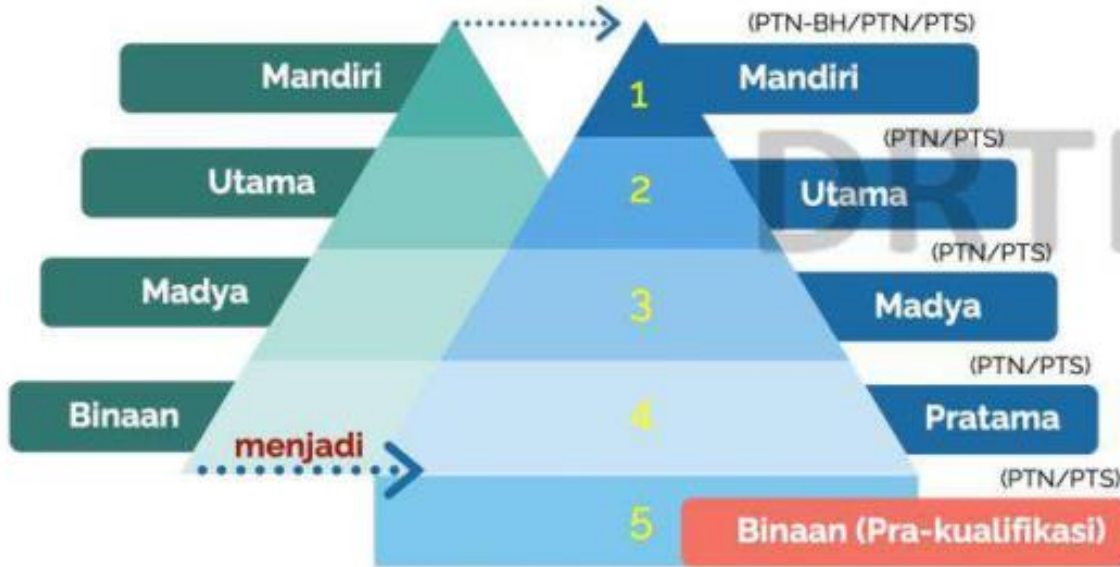 (PTN-BH/PTN/PTS)
Mandiri
1
Mandiri
(PTN/PTS)
Utama
2
Utama
(PTN/PTS)
Madya
3
Madya
(PTN/PTS)
Binaan
4
Pratama
menjadi
(PTN/PTS)
5
Binaan (Pra-kualifikasi)